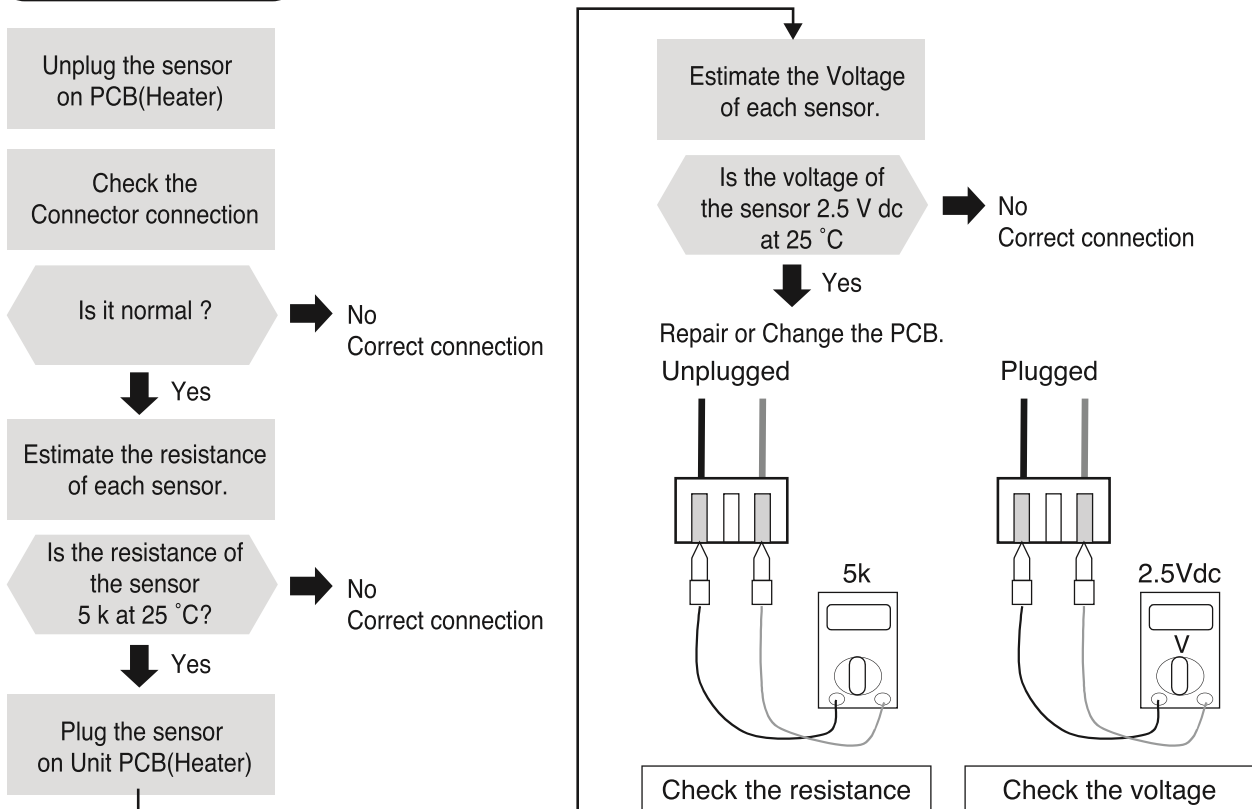 Unplug the sensor
on PCB(Heater)
Check the
Connector connection
Is it normal ?
No
Correct connection
Yes
Estimate the resistance
of each sensor.
Is the resistance of
the sensor
5 k at 25 ˚C?
No
Correct connection
Yes
Plug the sensor
on Unit PCB(Heater)
Estimate the Voltage
of each sensor.
Is the voltage of
the sensor 2.5 V dc
at 25 ˚C
No
Correct connection
Yes
Repair or Change the PCB.
Unplugged
5k
Check the resistance
Plugged
2.5Vdc
V
Check the voltage